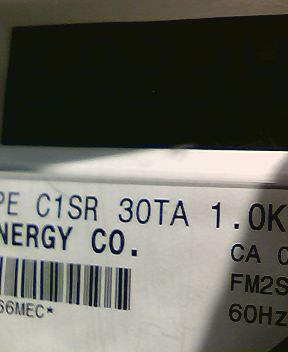 PE C1SR 30TA 1.0K
NERGY CO.
CA
FM2S
66MEC*
60Hz